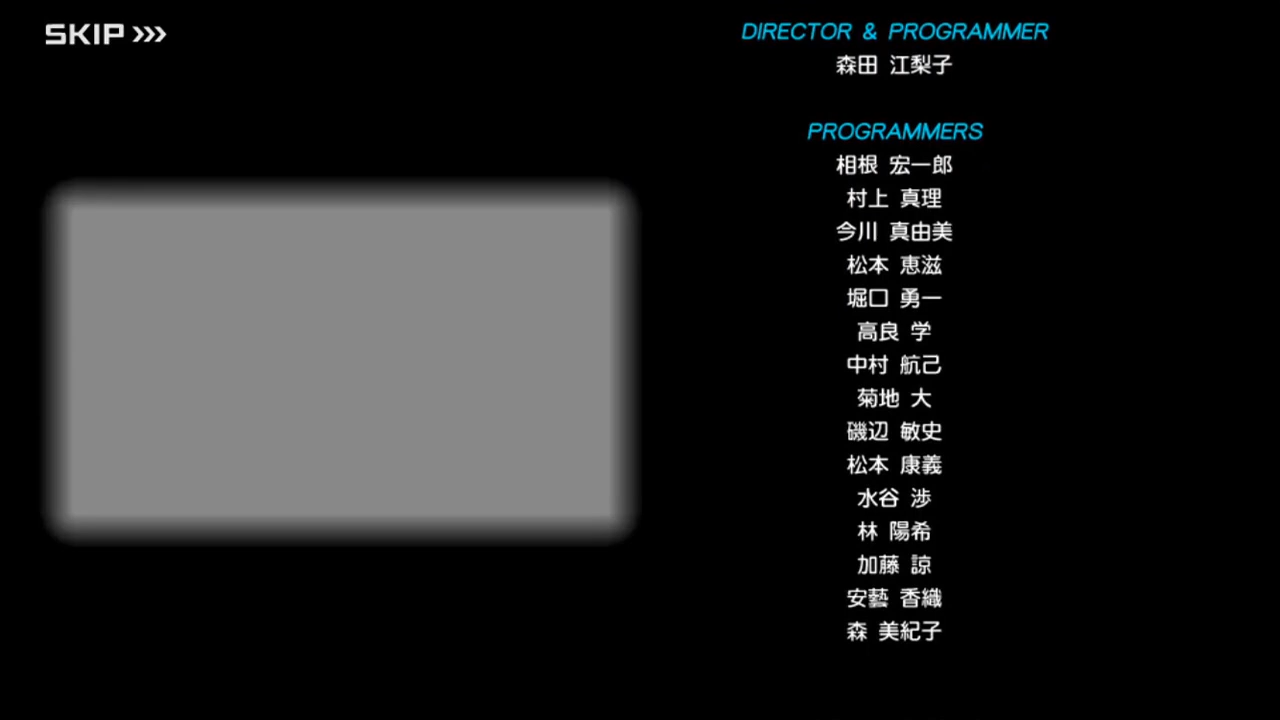 SKIP >>>
DIRECTOR & PROGRAMMER
森田 江梨子
PROGRAMMERS
相根 宏一郎
村上 真理
今川 真由美
松本 恵滋
堀口 勇一
高良 学
中村 航己
菊地 大
磯辺 敏史
松本 康義
水谷 渉
林 陽希
加藤 諒
安藝 香織
森 美紀子